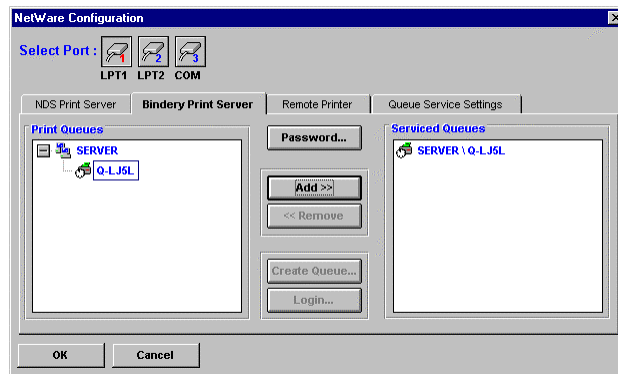 NetWare Configuration
Select Port :
1 2 3
LPT1 LPT2 COM
NDS Print Server Bindery Print Server Remote Printer Queue Service Settings
Print Queues
SERVER
Q-LJ5L
Password...
Add >>
<< Remove
Create Queue...
Login...
Serviced Queues
SERVER \ Q-LJ5L
OK Cancel